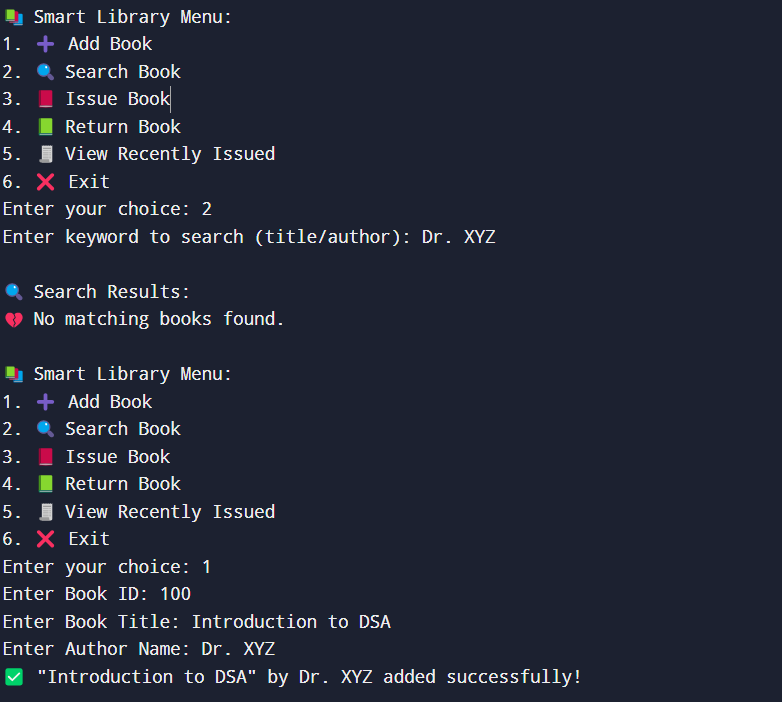 📚 Smart Library Menu:
1. ➕ Add Book
2. 🔍 Search Book
3. 📕 Issue Book
4. 📗 Return Book
5. 🧾 View Recently Issued
6. ❌ Exit
Enter your choice: 2
Enter keyword to search (title/author): Dr. XYZ
🔍 Search Results:
💔 No matching books found.
📚 Smart Library Menu:
1. ➕ Add Book
2. 🔍 Search Book
3. 📕 Issue Book
4. 📗 Return Book
5. 🧾 View Recently Issued
6. ❌ Exit
Enter your choice: 1
Enter Book ID: 100
Enter Book Title: Introduction to DSA
Enter Author Name: Dr. XYZ
✅ "Introduction to DSA" by Dr. XYZ added successfully!